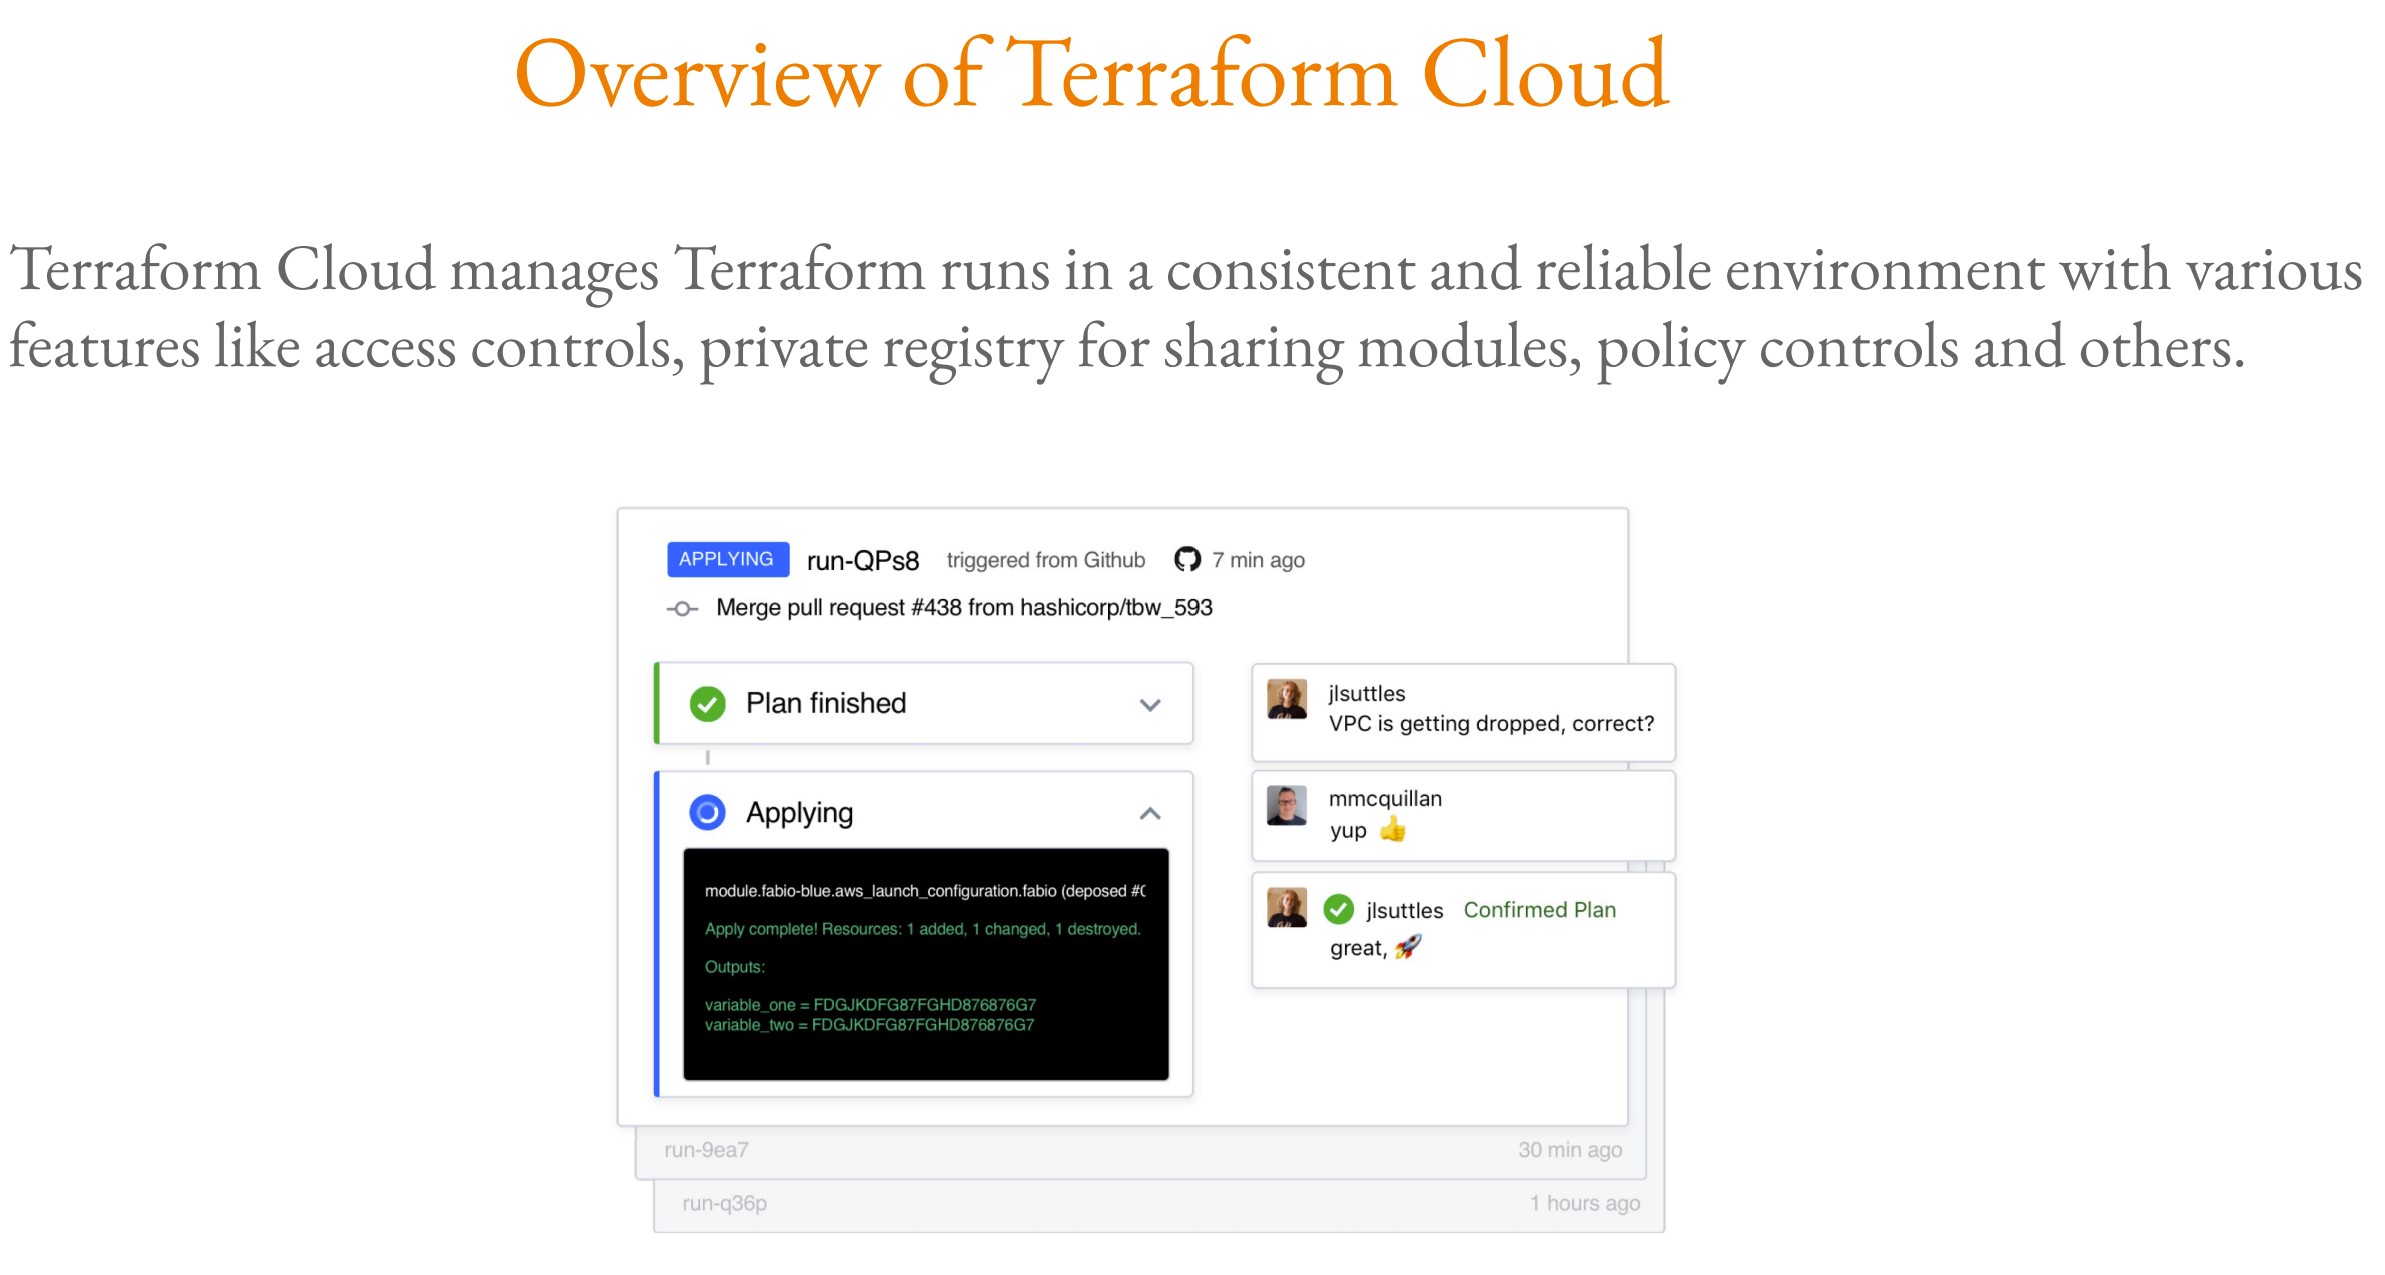 Overview of Terraform Cloud
Terraform Cloud manages Terraform runs in a consistent and reliable environment with various
features like access controls, private registry for sharing modules, policy controls and others.
APPLYING run-QPs8 triggered from Github 7 min ago
Merge pull request #438 from hashicorp/tbw_593
Plan finished
Applying
module.fabio-blue.aws_launch_configuration.fabio (deposed #
Apply complete! Resources: 1 added, 1 changed, 1 destroyed.
Outputs:
variable_one = FDGJKDFG87FGHD876876G7
variable_two = FDGJKDFG87FGHD876876G7
jlsuttles
VPC is getting dropped, correct?
mmcquillan
yup 👍
jlsuttles Confirmed Plan
great, 🚀
run-9ea7 30 min ago
run-q36p 1 hours ago